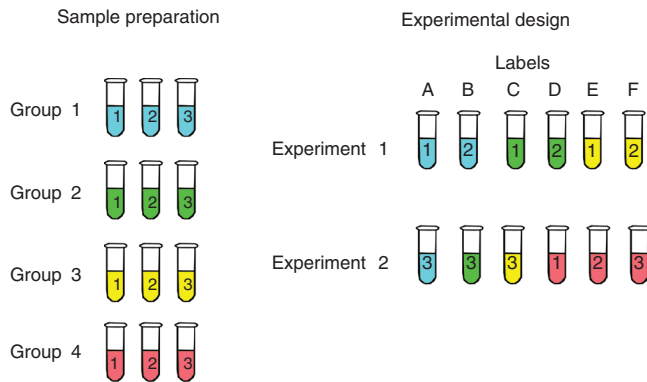 Sample preparation
Experimental design
Labels
A B C D E F
Group 1
1 2 3
Experiment 1
1 2 1 2 1 2
Group 2
1 2 3
Experiment 2
3 3 3 1 2 3
Group 3
1 2 3
Group 4
1 2 3